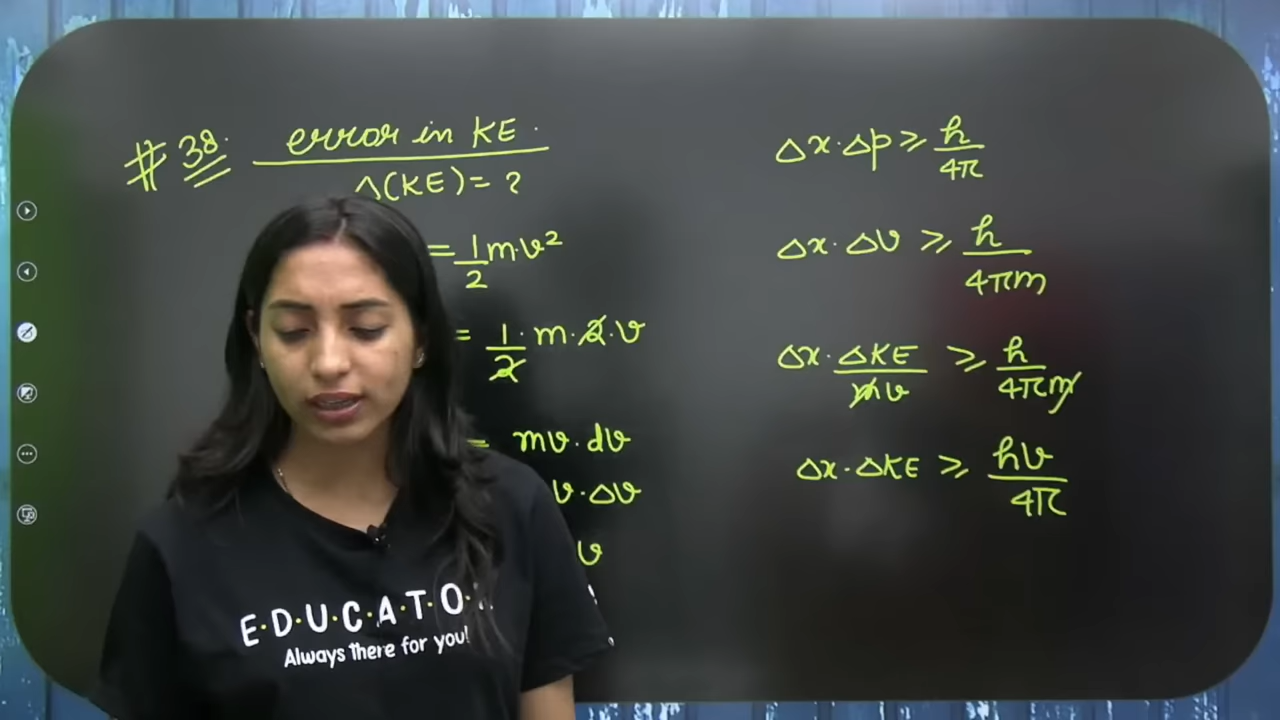 # 38. error in KE.
Δ(KE) = ?
= 1/2 m.v²
= 1/2 . m.2.v
= mv.dv
v.Δv
v
Δx.Δp ≥ h/4π
Δx.Δv ≥ h/4πm
Δx.ΔKE/mv ≥ h/4πm
Δx.ΔKE ≥ hv/4π
E·D·U·C·A·T·O
Always there for you!